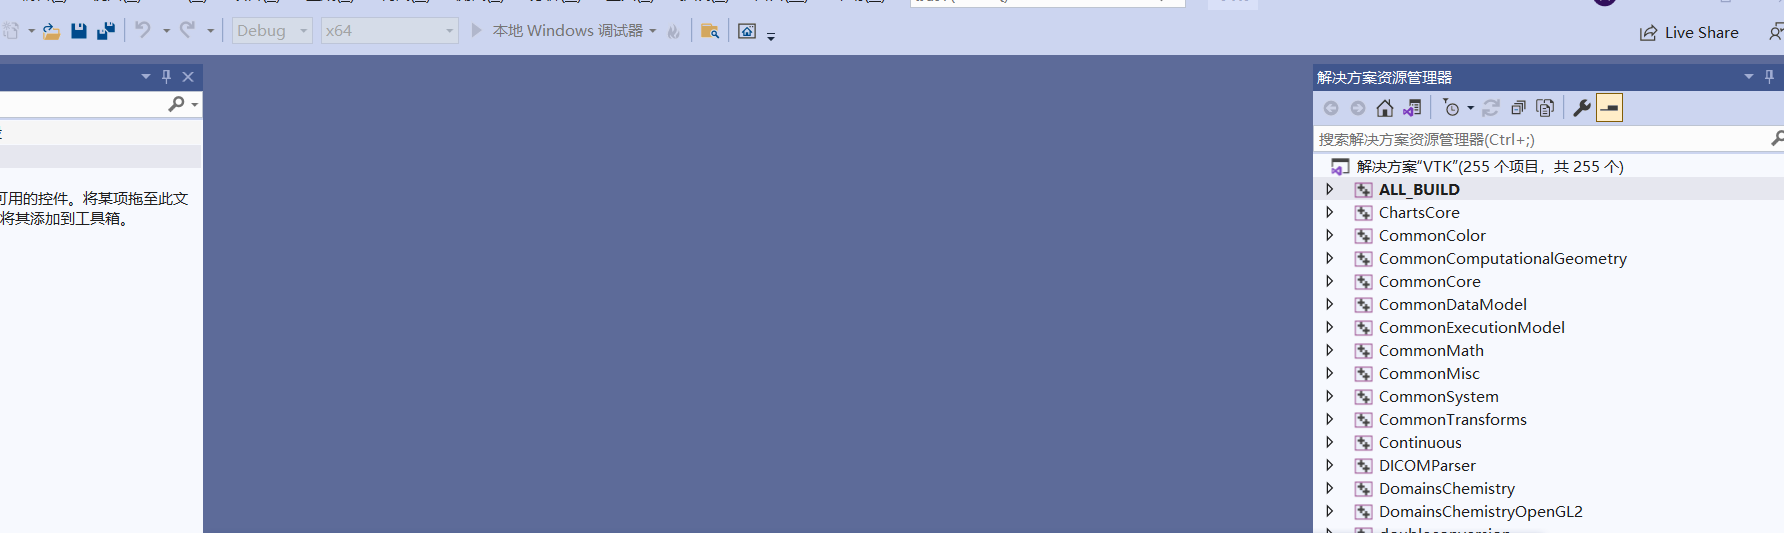 Debug
x64
本地 Windows 调试器
Live Share
可用的控件。将某项拖至此文
将其添加到工具箱。
解决方案资源管理器
搜索解决方案资源管理器(Ctrl+;)
解决方案“VTK”(255 个项目，共 255 个)
ALL_BUILD
ChartsCore
CommonColor
CommonComputationalGeometry
CommonCore
CommonDataModel
CommonExecutionModel
CommonMath
CommonMisc
CommonSystem
CommonTransforms
Continuous
DICOMParser
DomainsChemistry
DomainsChemistryOpenGL2